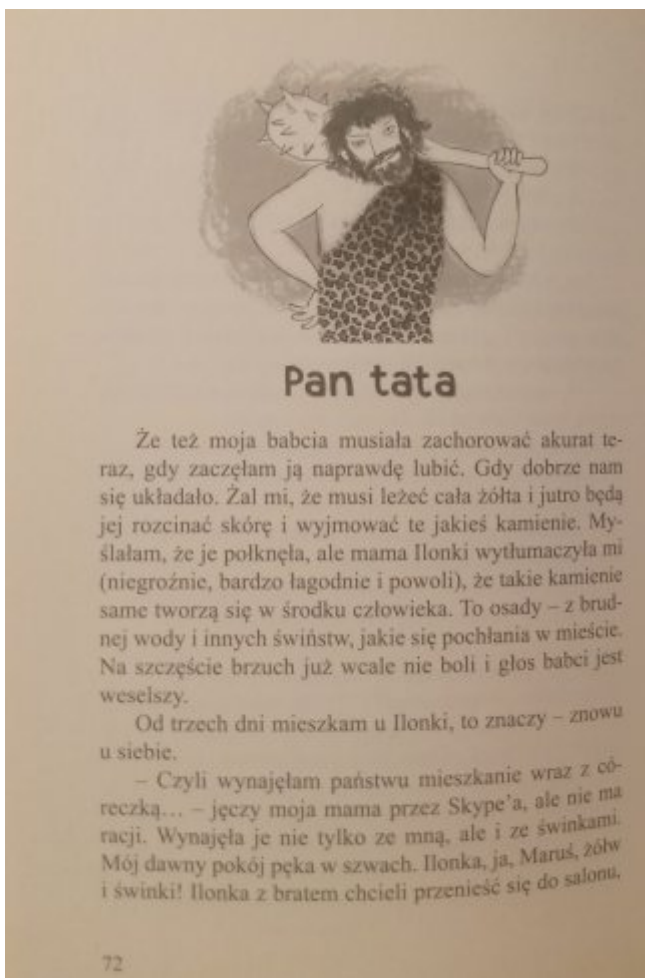 Pan tata
Że też moja babcia musiała zachorować akurat te-
raz, gdy zaczęłam ją naprawdę lubić. Gdy dobrze nam
się układało. Żal mi, że musi leżeć cała żółta i jutro będą
jej rozcinać skórę i wyjmować te jakieś kamienie. My-
ślałam, że je połknęła, ale mama Ilonki wytłumaczyła mi
(niegroźnie, bardzo łagodnie i powoli), że takie kamienie
same tworzą się w środku człowieka. To osady – z brud-
nej wody i innych świństw, jakie się pochłania w mieście.
Na szczęście brzuch już wcale nie boli i głos babci jest
weselszy.
Od trzech dni mieszkam u Ilonki, to znaczy – znowu
u siebie.
– Czyli wynajęłam państwu mieszkanie wraz z có-
reczką... – jęczy moja mama przez Skype’a, ale nie ma
racji. Wynajęła je nie tylko ze mną, ale i ze świnkami.
Mój dawny pokój pęka w szwach. Ilonka, ja, Maruś, żółw
i świnki! Ilonka z bratem chcieli przenieść się do salonu,
72